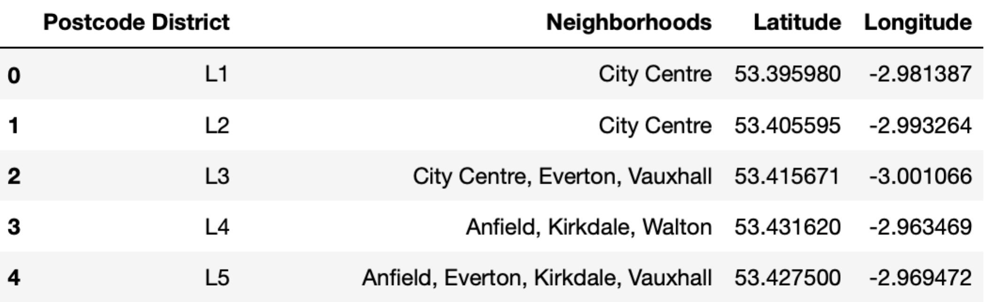 Postcode District Neighborhoods Latitude Longitude
0 L1 City Centre 53.395980 -2.981387
1 L2 City Centre 53.405595 -2.993264
2 L3 City Centre, Everton, Vauxhall 53.415671 -3.001066
3 L4 Anfield, Kirkdale, Walton 53.431620 -2.963469
4 L5 Anfield, Everton, Kirkdale, Vauxhall 53.427500 -2.969472